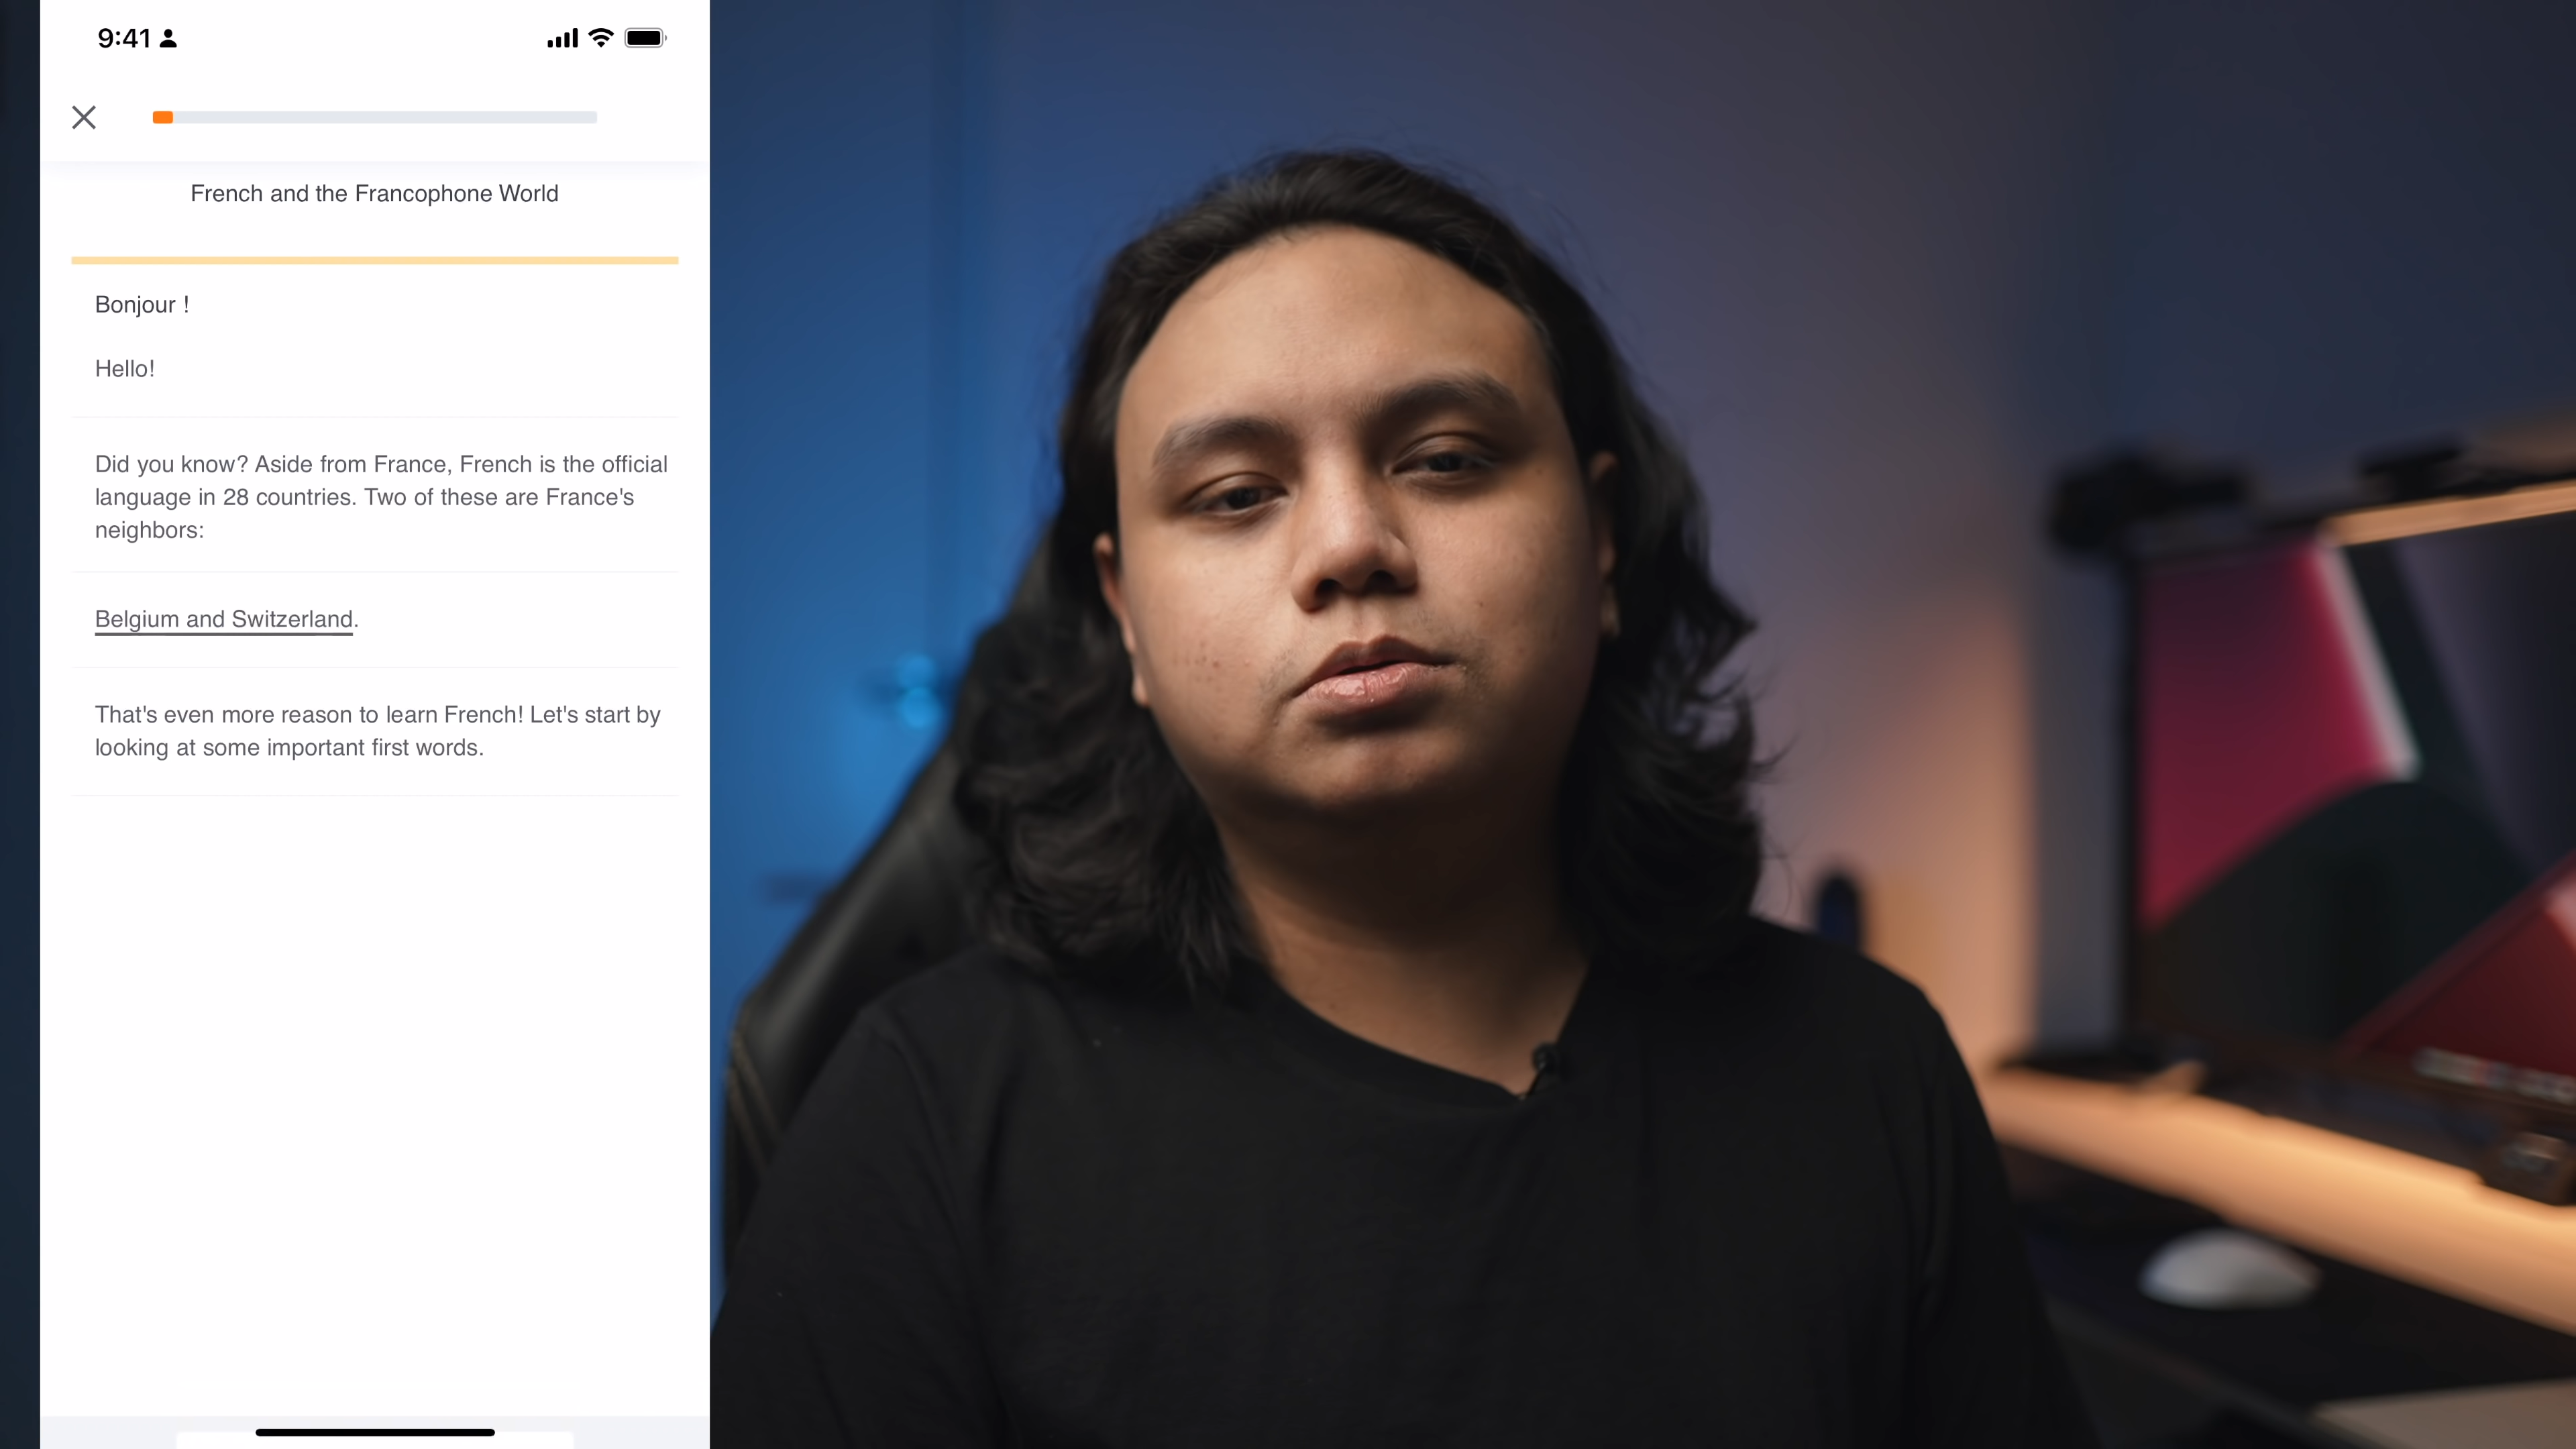 9:41
French and the Francophone World
Bonjour !
Hello!
Did you know? Aside from France, French is the official
language in 28 countries. Two of these are France's
neighbors:
Belgium and Switzerland.
That's even more reason to learn French! Let's start by
looking at some important first words.